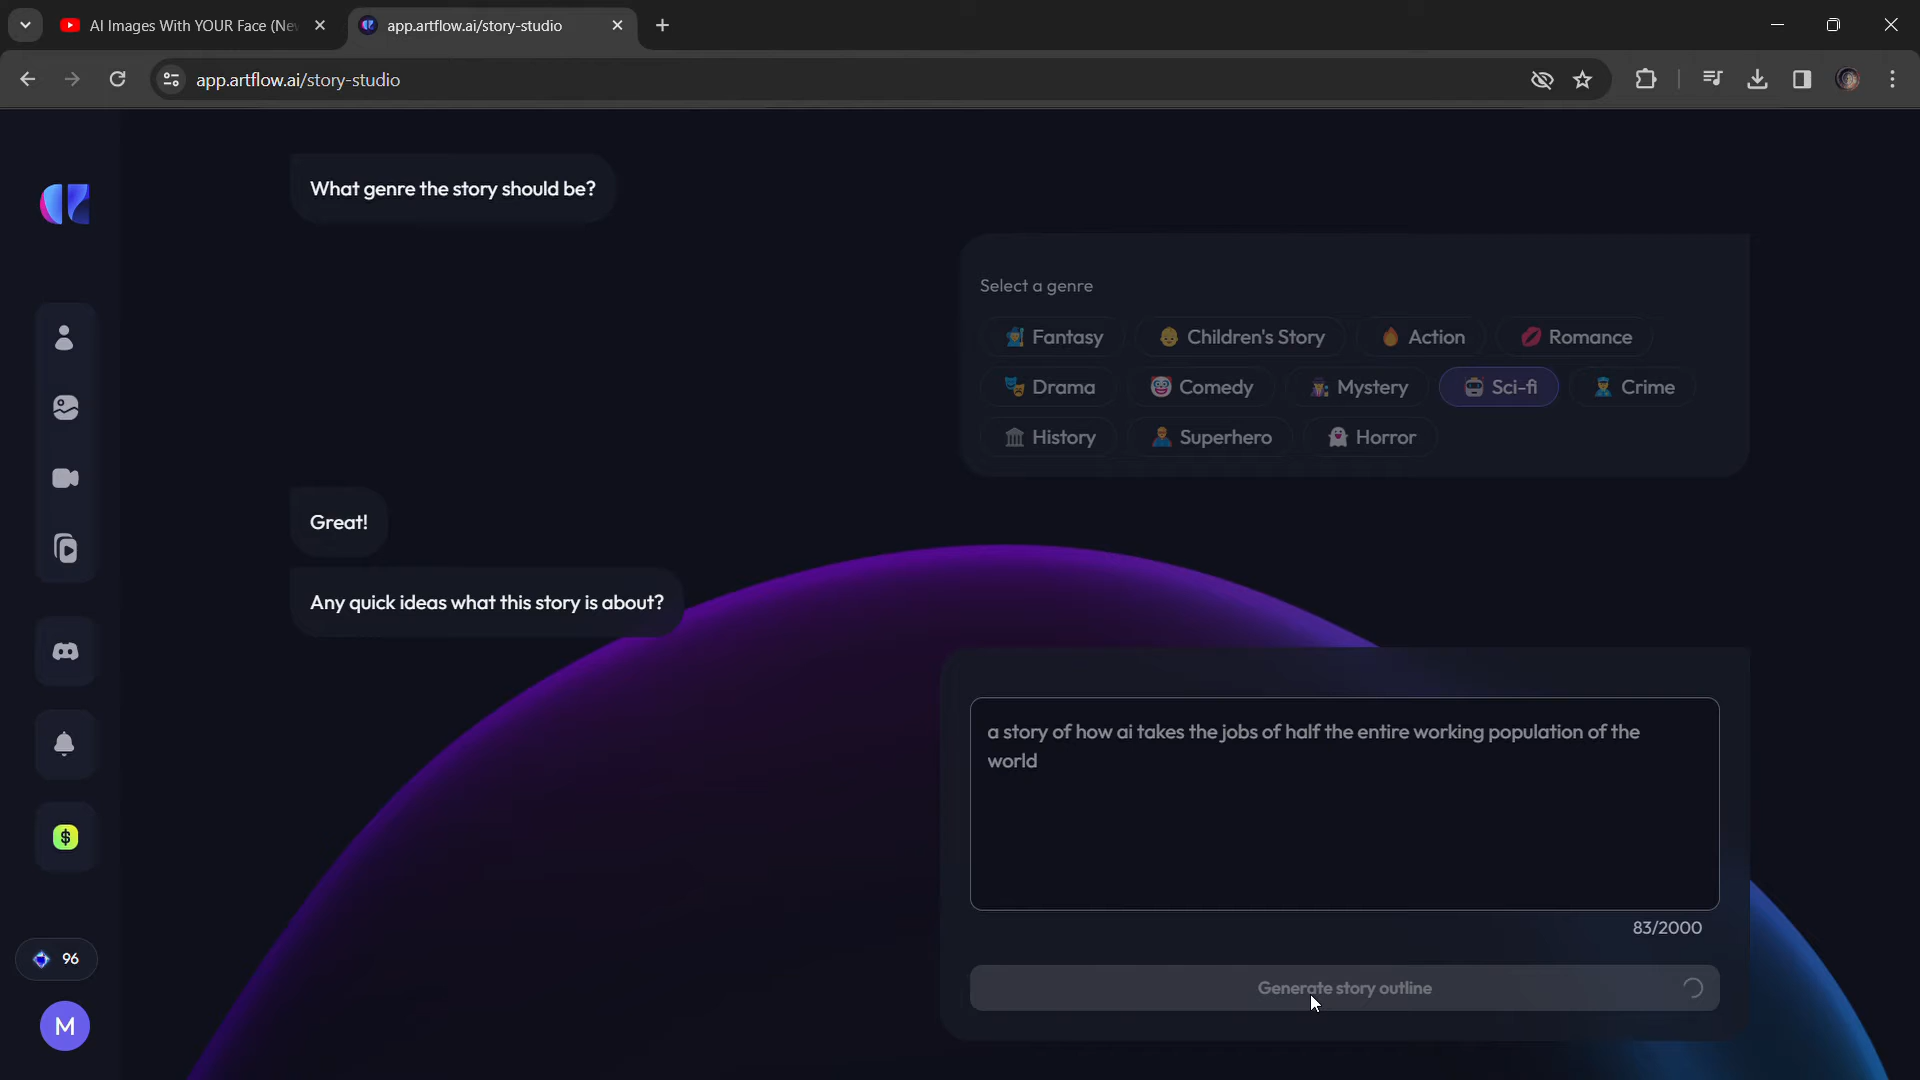 AI Images With YOUR Face (Ne
app.artflow.ai/story-studio
app.artflow.ai/story-studio
What genre the story should be?
Select a genre
Fantasy
Children's Story
Action
Romance
Drama
Comedy
Mystery
Sci-fi
Crime
History
Superhero
Horror
Great!
Any quick ideas what this story is about?
a story of how ai takes the jobs of half the entire working population of the
world
83/2000
Generate story outline
$
96
M